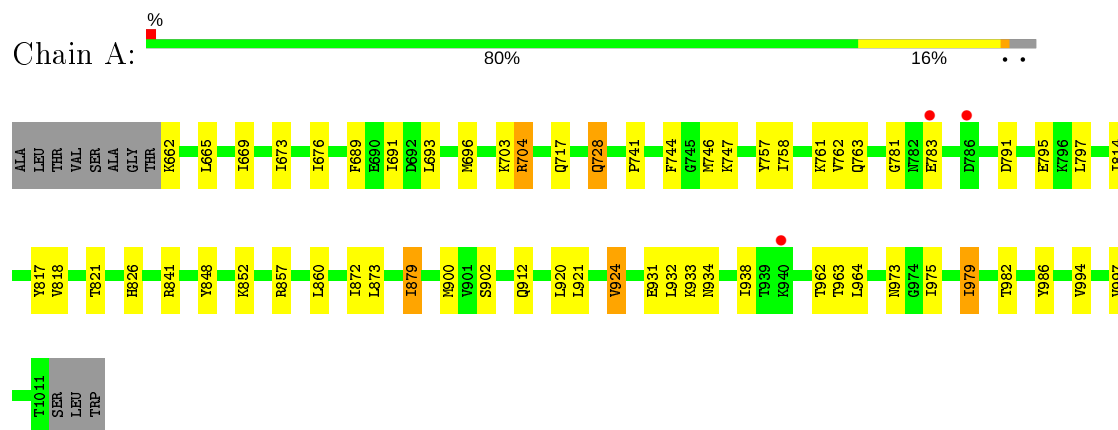 %
Chain A:
80% 16% • •
ALA LEU THR VAL SER ALA GLY THR K662 L665 I669 I673 I676 F689 E690 I691 D692 L693 M696 K703 R704 Q717 Q728 P741 F744 G745 M746 K747 Y757 I758 K761 V762 Q763 G781 N782 E783 D786 D791 E795 K796 L797 I814
Y817 V818 T821 H826 R841 Y848 K852 R857 L860 I872 L873 I879 M900 V901 S902 Q912 L920 L921 V924 E931 L932 K933 N934 I938 T939 K940 T962 T963 L964 N973 G974 I975 I979 T982 Y986 V994 V997
T1011 SER LEU TRP